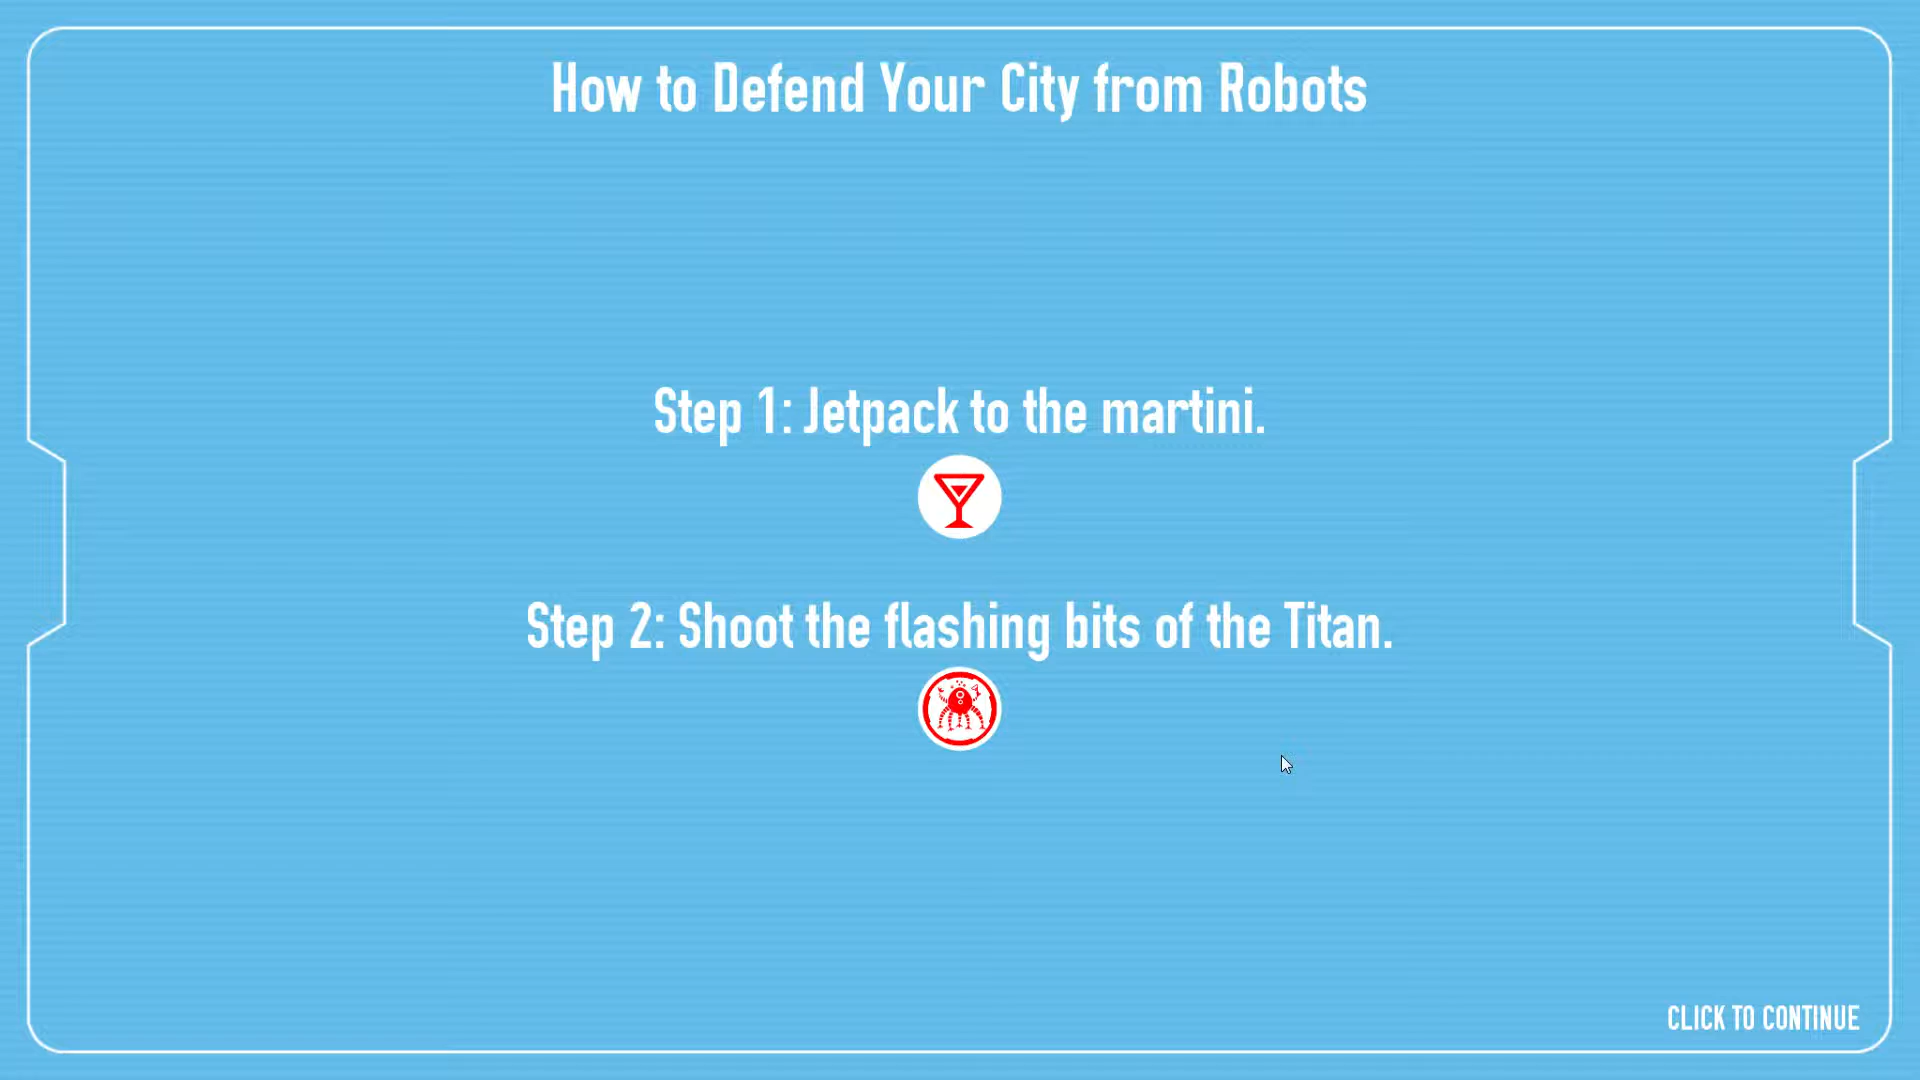 How to Defend Your City from Robots
Step 1: Jetpack to the martini.
Step 2: Shoot the flashing bits of the Titan.
CLICK TO CONTINUE